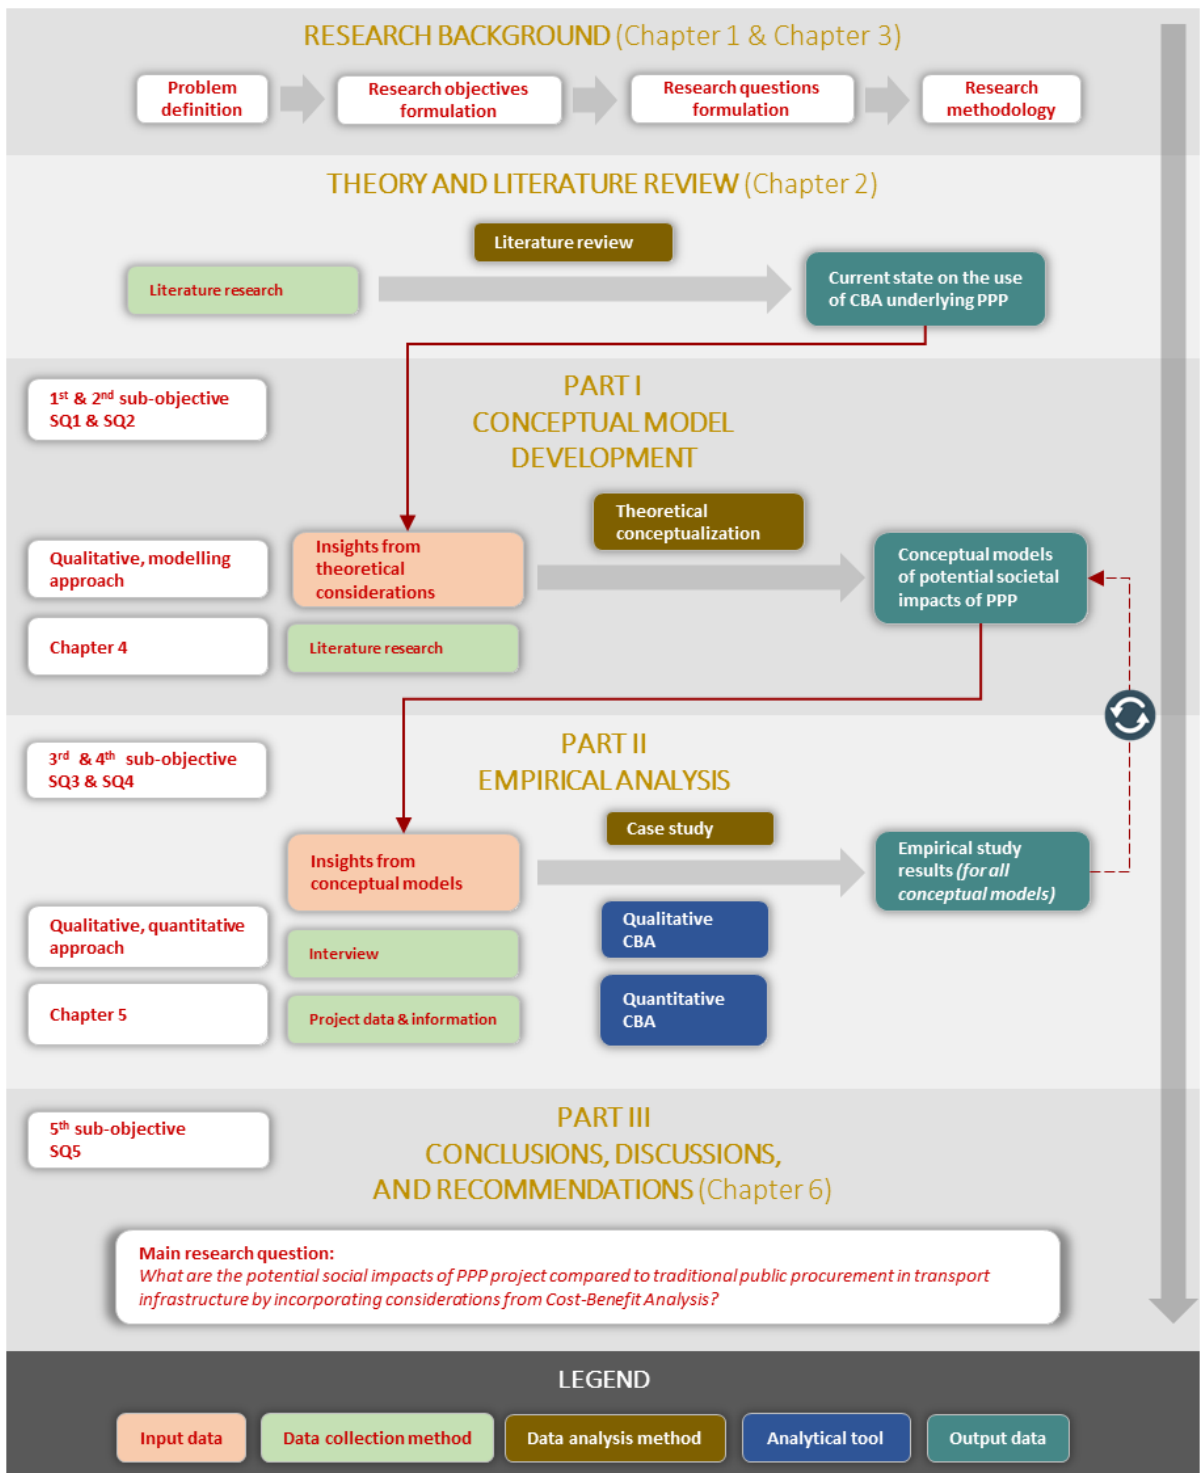 RESEARCH BACKGROUND (Chapter 1 & Chapter 3)
Problem
definition
Research objectives
formulation
Research questions
formulation
Research
methodology
THEORY AND LITERATURE REVIEW (Chapter 2)
Literature review
Literature research
Current state on the use
of CBA underlying PPP
1st & 2nd sub-objective
SQ1 & SQ2
PART I
CONCEPTUAL MODEL
DEVELOPMENT
Theoretical
conceptualization
Qualitative, modelling
approach
Insights from
theoretical
considerations
Conceptual models
of potential societal
impacts of PPP
Chapter 4
Literature research
3rd & 4th sub-objective
SQ3 & SQ4
PART II
EMPIRICAL ANALYSIS
Case study
Insights from
conceptual models
Empirical study
results (for all
conceptual models)
Qualitative, quantitative
approach
Interview
Qualitative
CBA
Chapter 5
Project data & information
Quantitative
CBA
5th sub-objective
SQ5
PART III
CONCLUSIONS, DISCUSSIONS,
AND RECOMMENDATIONS (Chapter 6)
Main research question:
What are the potential social impacts of PPP project compared to traditional public procurement in transport
infrastructure by incorporating considerations from Cost-Benefit Analysis?
LEGEND
Input data
Data collection method
Data analysis method
Analytical tool
Output data